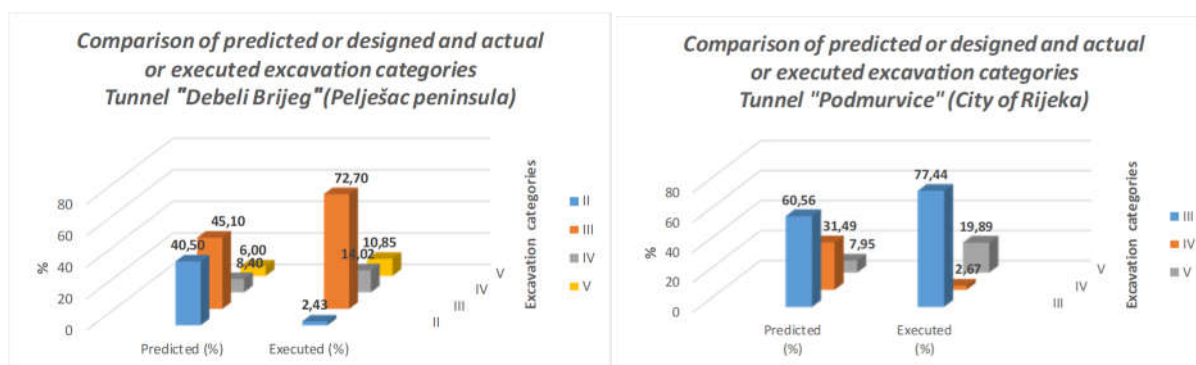 Comparison of predicted or designed and actual
or executed excavation categories
Tunnel "Debeli Brijeg"(Pelješac peninsula)
72,70
80
45,10
60
40,50
6,00
10,85
40
8,40
14,02
%
20
2,43
0
V
IV
III
II
Predicted (%)
Executed (%)
Excavation categories
II
III
IV
V
Comparison of predicted or designed and actual
or executed excavation categories
Tunnel "Podmurvice" (City of Rijeka)
77,44
80
60,56
60
31,49
19,89
40
7,95
%
20
2,67
0
V
IV
III
Predicted
(%)
Executed
(%)
Excavation categories
III
IV
V